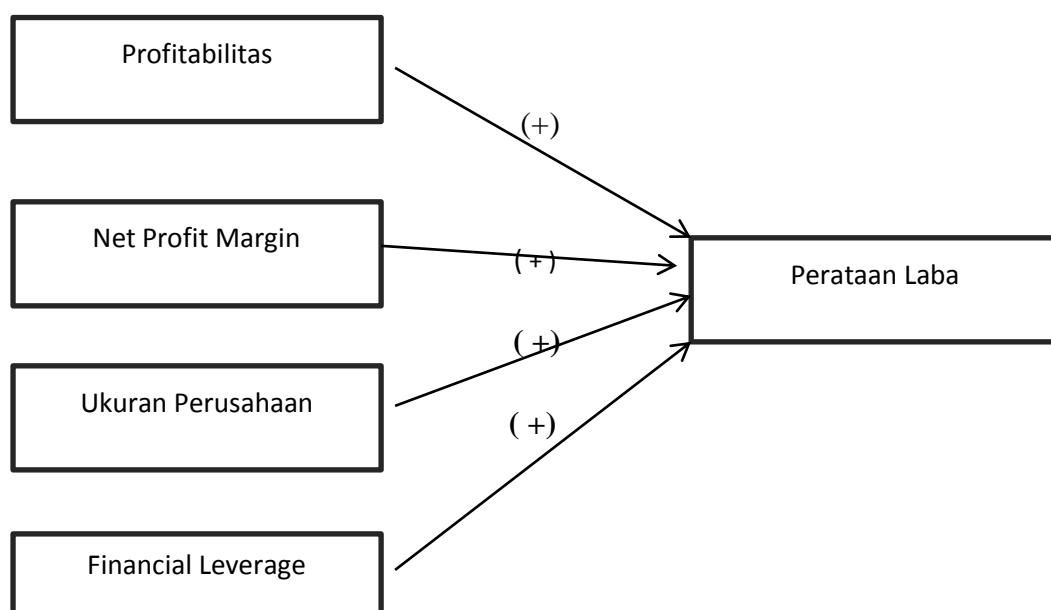 Profitabilitas
(+)
Net Profit Margin
(+)
Perataan Laba
( +)
Ukuran Perusahaan
( +)
Financial Leverage